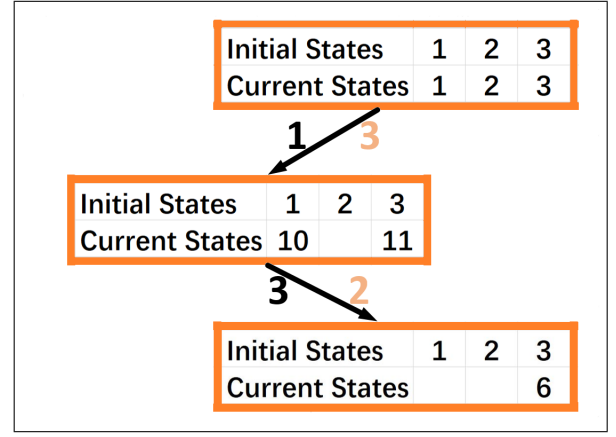 Initial States 1 2 3
Current States 1 2 3
1 3
Initial States 1 2 3
Current States 10 11
3 2
Initial States 1 2 3
Current States 6